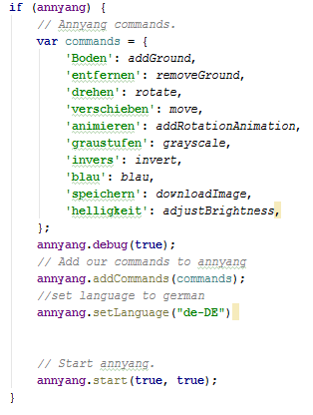 if (annyang) {
// Annyang commands.
var commands = {
'Boden': addGround,
'entfernen': removeGround,
'drehen': rotate,
'verschieben': move,
'animieren': addRotationAnimation,
'graustufen': grayscale,
'invers': invert,
'blau': blau,
'speichern': downloadImage,
'helligkeit': adjustBrightness,
};
annyang.debug(true);
// Add our commands to annyang
annyang.addCommands(commands);
//set language to german
annyang.setLanguage("de-DE")
// Start annyang.
annyang.start(true, true);
}